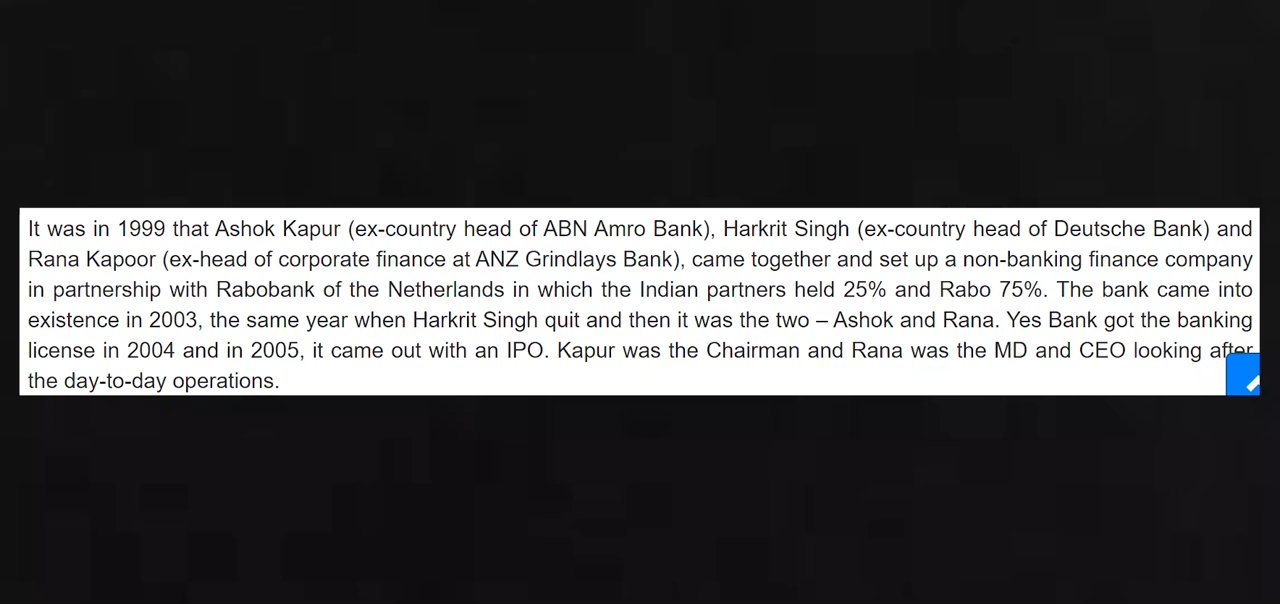 It was in 1999 that Ashok Kapur (ex-country head of ABN Amro Bank), Harkrit Singh (ex-country head of Deutsche Bank) and
Rana Kapoor (ex-head of corporate finance at ANZ Grindlays Bank), came together and set up a non-banking finance company
in partnership with Rabobank of the Netherlands in which the Indian partners held 25% and Rabo 75%. The bank came into
existence in 2003, the same year when Harkrit Singh quit and then it was the two – Ashok and Rana. Yes Bank got the banking
license in 2004 and in 2005, it came out with an IPO. Kapur was the Chairman and Rana was the MD and CEO looking after
the day-to-day operations.